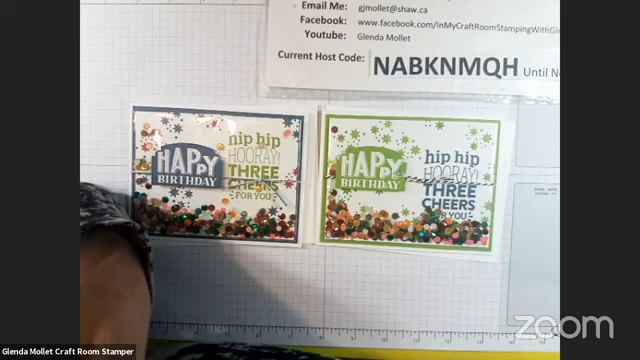 Email Me: gjmollet@shaw.ca
Facebook: www.facebook.com/InMyCraftRoomStampingWithGle
Youtube: Glenda Mollet
Current Host Code: NABKNMQH Until
HAPPY
BIRTHDAY
hip hip
HOORAY!
THREE
CHEERS
FOR YOU
HAPPY
BIRTHDAY
hip hip
HOORAY!
THREE
CHEERS
FOR YOU
zoom
Glenda Mollet Craft Room Stamper